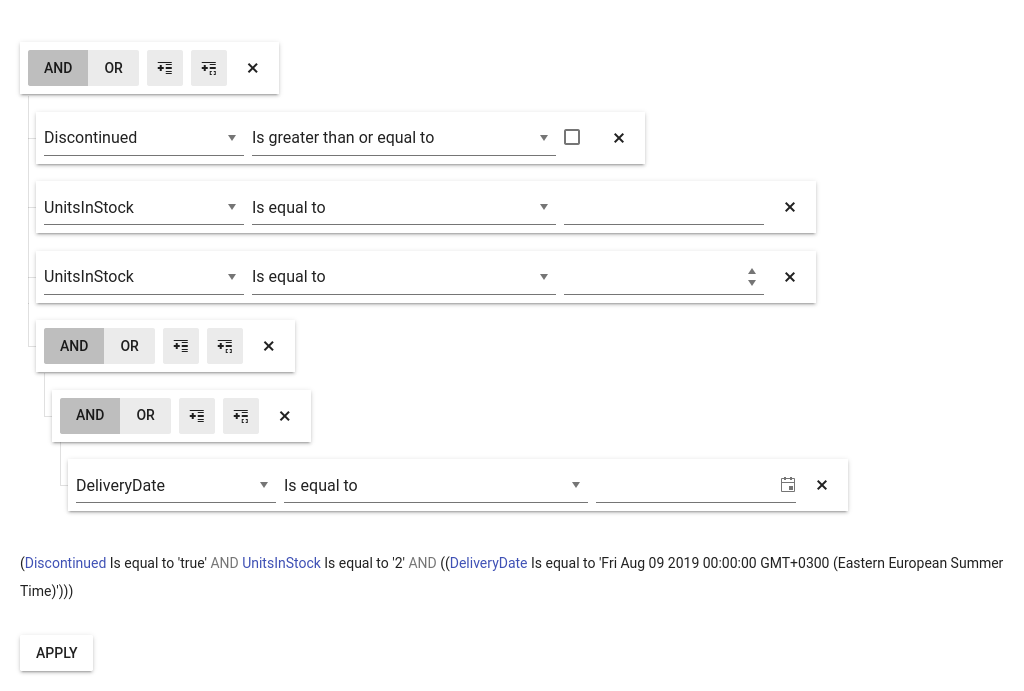 AND OR
Discontinued Is greater than or equal to
UnitsInStock Is equal to
UnitsInStock Is equal to
AND OR
AND OR
DeliveryDate Is equal to
(Discontinued Is equal to 'true' AND UnitsInStock Is equal to '2' AND ((DeliveryDate Is equal to 'Fri Aug 09 2019 00:00:00 GMT+0300 (Eastern European Summer
Time)')))
APPLY